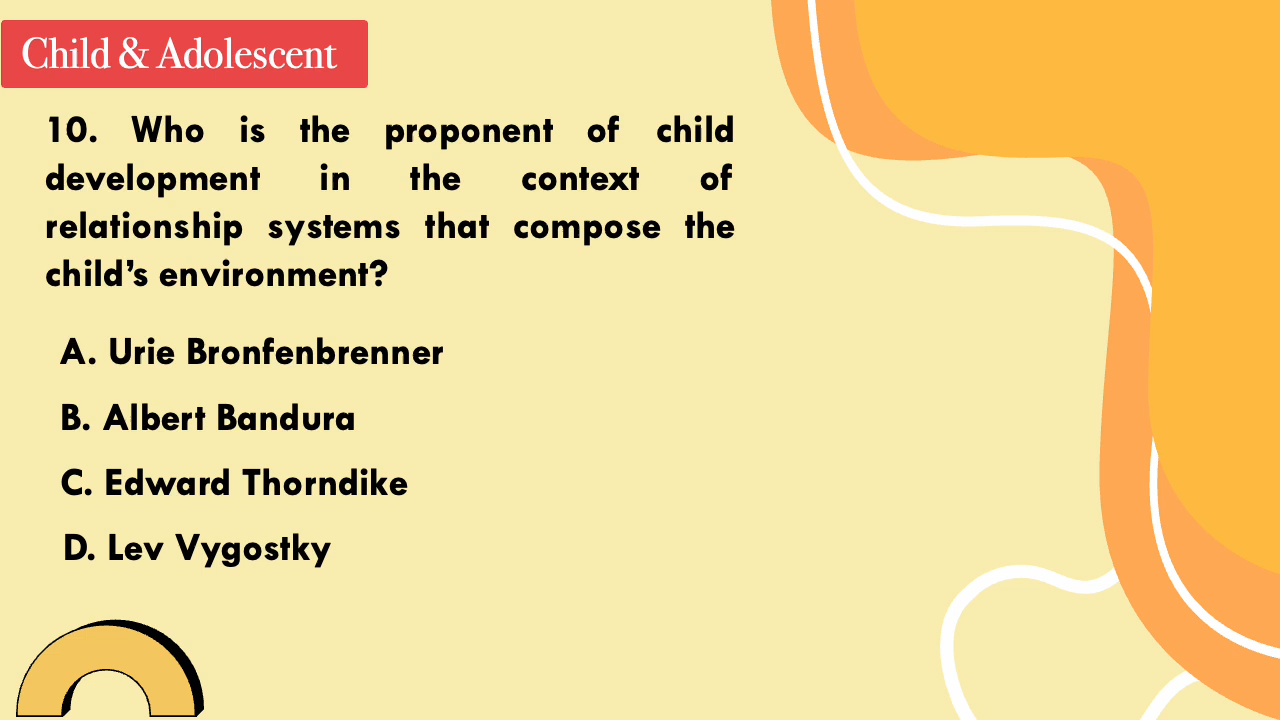 Child & Adolescent
10. Who is the proponent of child
development in the context of
relationship systems that compose the
child’s environment?
A. Urie Bronfenbrenner
B. Albert Bandura
C. Edward Thorndike
D. Lev Vygostky